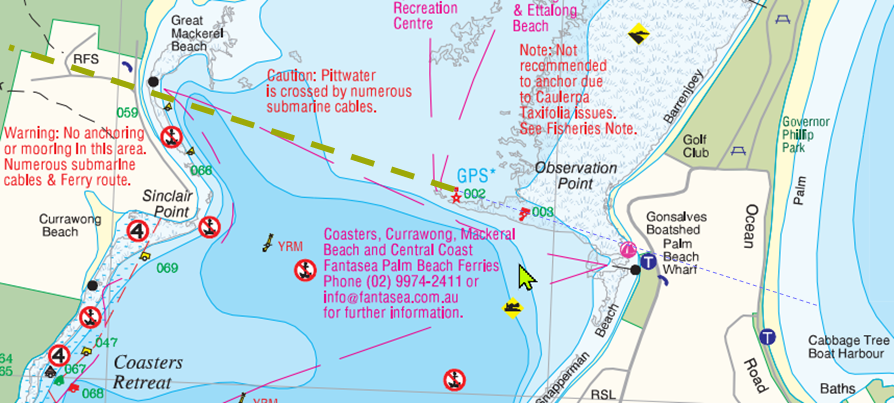 Recreation
Centre
& Ettalong
Beach
Great
Mackerel
Beach
RFS
059
Caution: Pittwater
is crossed by numerous
submarine cables.
Note: Not
recommended
to anchor due
to Caulerpa
Taxifolia issues.
See Fisheries Note.
Barrenjoey
Golf
Club
Governor
Phillip
Park
Warning: No anchoring
or mooring in this area.
Numerous submarine
cables & Ferry route.
066
GPS*
002
003
Observation
Point
Palm
Sinclair
Point
Currawong
Beach
4
069
YRM
Coasters, Currawong, Mackeral
Beach and Central Coast
Fantasea Palm Beach Ferries
Phone (02) 9974-2411 or
info@fantasea.com.au
for further information.
Gonsalves
Boatshed
Palm
Beach
Wharf
T
Ocean
Road
T
Cabbage Tree
Boat Harbour
Baths
Beach
Snapperman
RSL
047
4
067
068
64
65
Coasters
Retreat
YRM